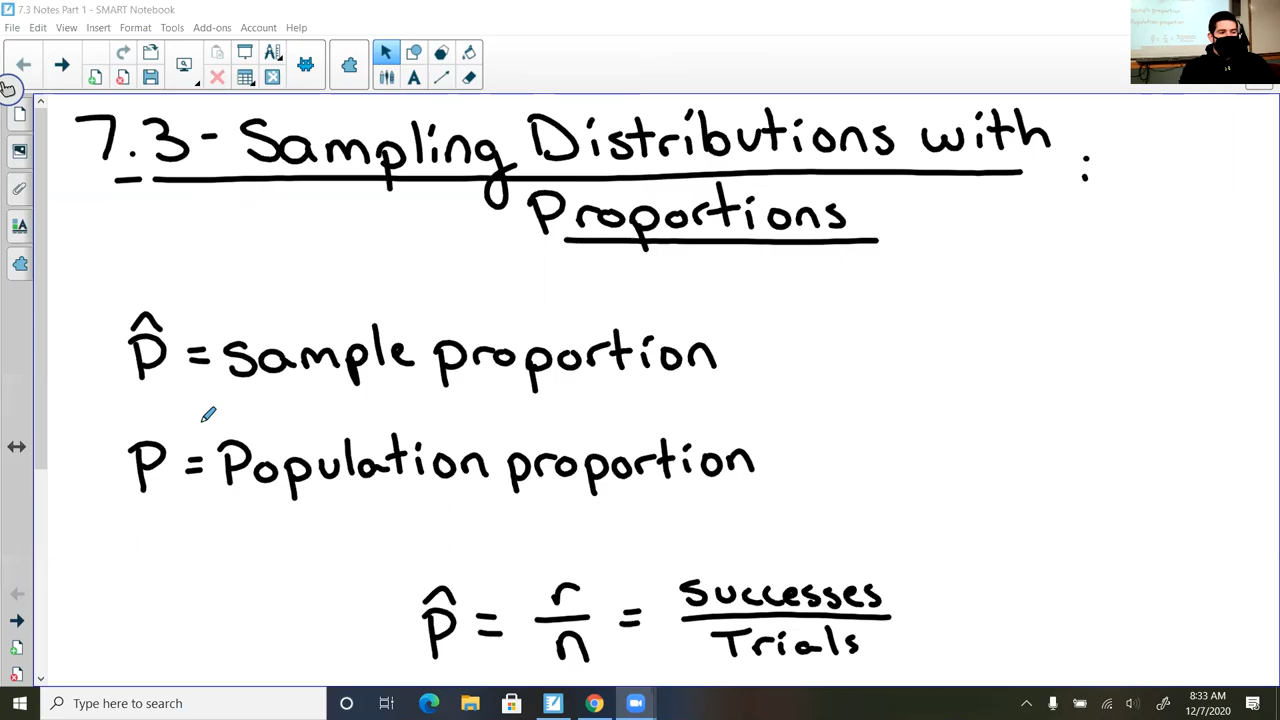 7.3 Notes Part 1 - SMART Notebook
File Edit View Insert Format Tools Add-ons Account Help
7.3 - Sampling Distributions with :
Proportions
p̂ = sample proportion
P = Population proportion
p̂ = r/n = Successes/Trials
Type here to search
8:33 AM
12/7/2020